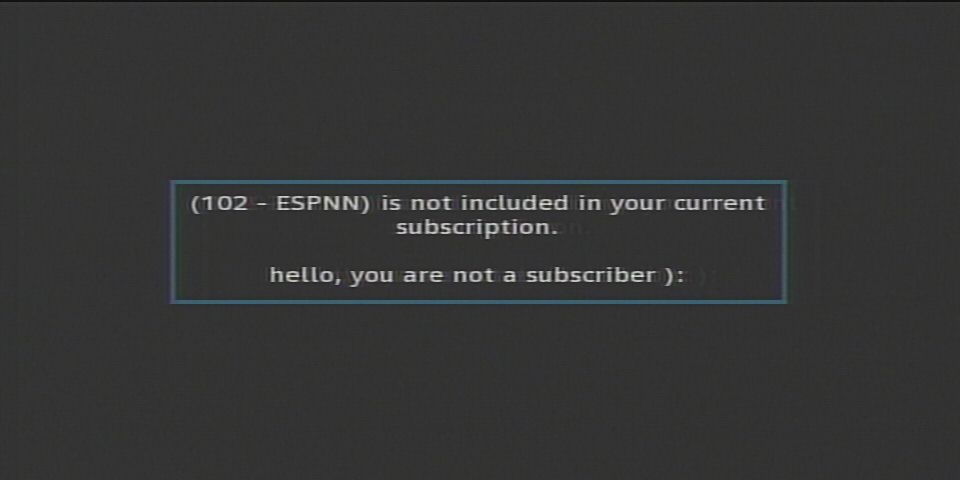 (102 - ESPNN) is not included in your current
subscription.
hello, you are not a subscriber ):